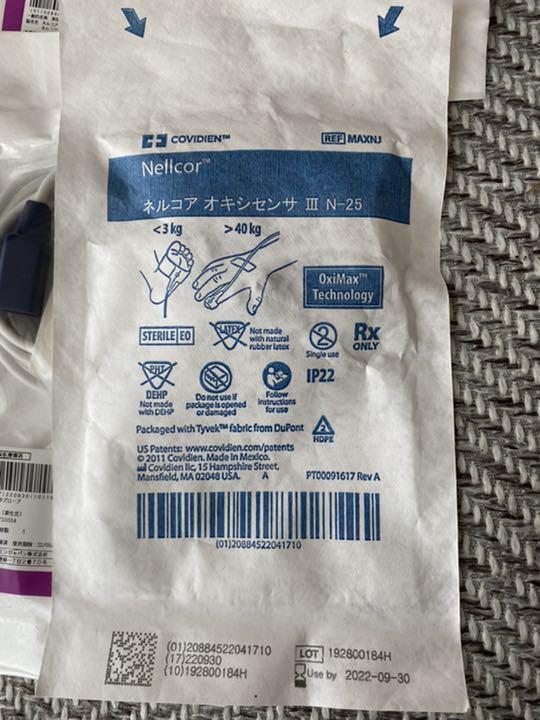 COVIDIEN™
REF MAXNJ
Nellcor™
ネルコア オキシセンサ III N-25
<3 kg
>40 kg
OxiMax™
Technology
STERILE EO
LATEX
Not made
with natural
rubber latex
2
Single use
Rx
ONLY
PHT
DEHP
Not made
with DEHP
Do not use if
package is opened
or damaged
Follow
instructions
for use
IP22
Packaged with Tyvek™ fabric from DuPont
2
HDPE
US Patents: www.covidien.com/patents
© 2011 Covidien. Made in Mexico.
Covidien llc, 15 Hampshire Street,
Mansfield, MA 02048 USA. A
PT00091617 Rev A
(01)20884522041710
(01)20884522041710
(17)220930
(10)192800184H
LOT 192800184H
Use by 2022-09-30